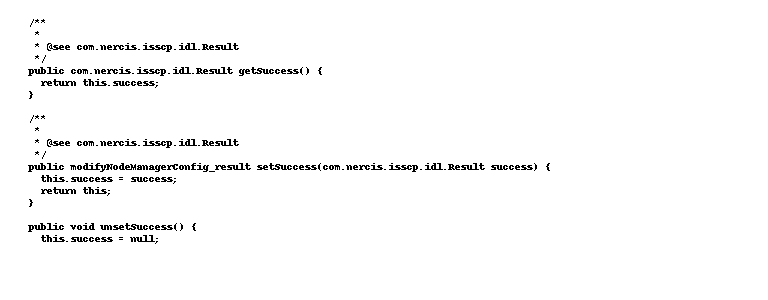 /**
 *
 * @see com.nercis.isscp.idl.Result
 */
public com.nercis.isscp.idl.Result getSuccess() {
  return this.success;
}

/**
 *
 * @see com.nercis.isscp.idl.Result
 */
public modifyNodeManagerConfig_result setSuccess(com.nercis.isscp.idl.Result success) {
  this.success = success;
  return this;
}

public void unsetSuccess() {
  this.success = null;